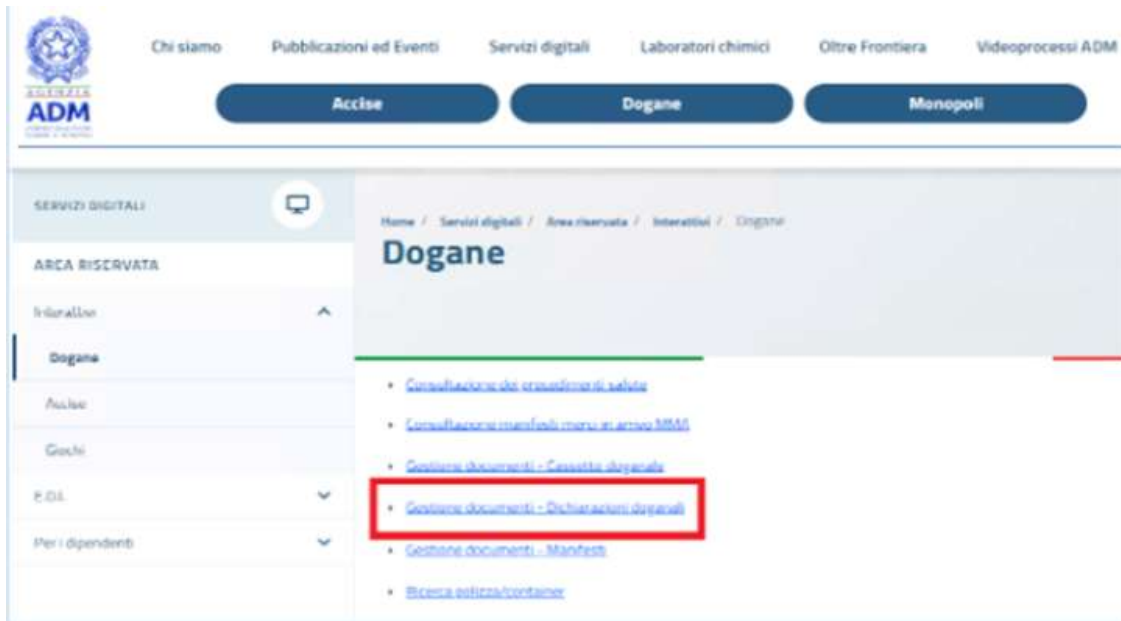 Chi siamo Pubblicazioni ed Eventi Servizi digitali Laboratori chimici Oltre Frontiera Videoprocessi ADM
AGENZIA
ADM
Accise Dogane Monopoli
SERVIZI DIGITALI
Home / Servizi digitali / Area riservata / Interattivi / Dogane
Dogane
AREA RISERVATA
Interattivi
Dogane
Accise
Giochi
E.D.I.
Per i dipendenti
Consultazione dei procedimenti salute
Consultazione manifesti merci in arrivo MMA
Gestione documenti - Cassetto doganale
Gestione documenti - Dichiarazioni doganali
Gestione documenti - Manifesti
Ricerca polizza/container